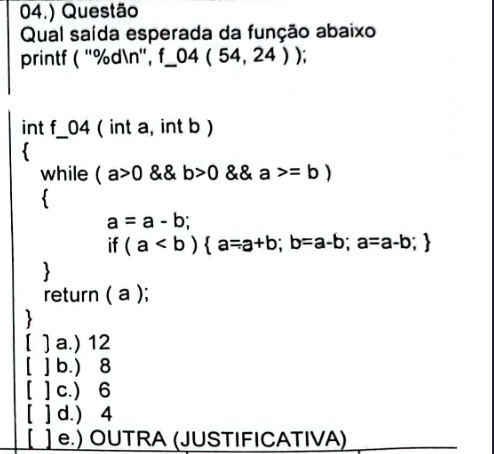 04.) Questão
Qual saída esperada da função abaixo
printf ( "%d\n", f_04 ( 54, 24 ) );
int f_04 ( int a, int b )
{
while ( a>0 && b>0 && a >= b )
{
a = a - b;
if ( a < b ) { a=a+b; b=a-b; a=a-b; }
}
return ( a );
}
[ ] a.) 12
[ ] b.) 8
[ ] c.) 6
[ ] d.) 4
[ ] e.) OUTRA (JUSTIFICATIVA)